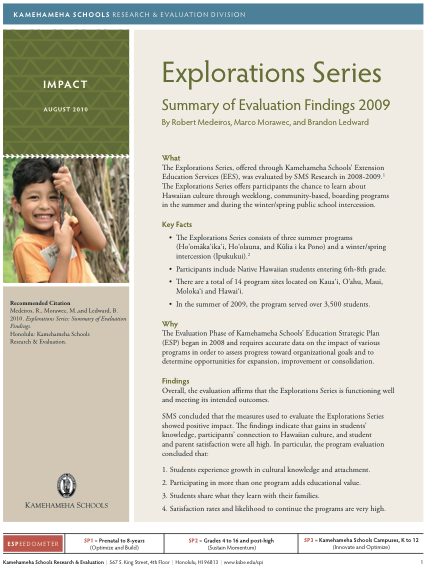 KAMEHAMEHA SCHOOLS RESEARCH & EVALUATION DIVISION
IMPACT
AUGUST 2010
Recommended Citation
Medeiros, R., Morawec, M. and Ledward, B.
2010. Explorations Series: Summary of Evaluation
Findings.
Honolulu: Kamehameha Schools
Research & Evaluation.
KAMEHAMEHA SCHOOLS
Explorations Series
Summary of Evaluation Findings 2009
By Robert Medeiros, Marco Morawec, and Brandon Ledward
What
The Explorations Series, offered through Kamehameha Schools' Extension
Education Services (EES), was evaluated by SMS Research in 2008-2009.1
The Explorations Series offers participants the chance to learn about
Hawaiian culture through weeklong, community-based, boarding programs
in the summer and during the winter/spring public school intercession.
Key Facts
• The Explorations Series consists of three summer programs
(Ho'omāka'ika'i, Ho'olauna, and Kūlia i ka Pono) and a winter/spring
intercession (Ipukukui).2
• Participants include Native Hawaiian students entering 6th-8th grade.
• There are a total of 14 program sites located on Kaua'i, O'ahu, Maui,
Moloka'i and Hawai'i.
• In the summer of 2009, the program served over 3,500 students.
Why
The Evaluation Phase of Kamehameha Schools' Education Strategic Plan
(ESP) began in 2008 and requires accurate data on the impact of various
programs in order to assess progress toward organizational goals and to
determine opportunities for expansion, improvement or consolidation.
Findings
Overall, the evaluation affirms that the Explorations Series is functioning well
and meeting its intended outcomes.
SMS concluded that the measures used to evaluate the Explorations Series
showed positive impact. The findings indicate that gains in students'
knowledge, participants' connection to Hawaiian culture, and student
and parent satisfaction were all high. In particular, the program evaluation
concluded that:
1. Students experience growth in cultural knowledge and attachment.
2. Participating in more than one program adds educational value.
3. Students share what they learn with their families.
4. Satisfaction rates and likelihood to continue the programs are very high.
ESPEEDOMETER
SP1 = Prenatal to 8-years
(Optimize and Build)
SP2 = Grades 4 to 16 and post-high
(Sustain Momentum)
SP3 = Kamehameha Schools Campuses, K to 12
(Innovate and Optimize)
Kamehameha Schools Research & Evaluation | 567 S. King Street, 4th Floor | Honolulu, HI 96813 | www.ksbe.edu/spi
1